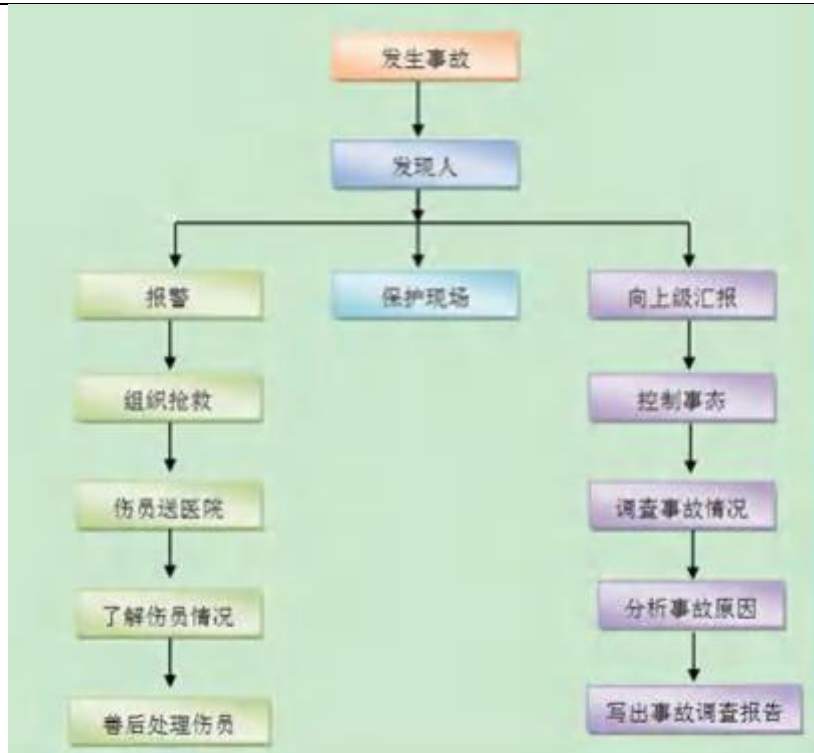 发生事故
发现人
报警
保护现场
向上级汇报
组织抢救
控制事态
伤员送医院
调查事故情况
了解伤员情况
分析事故原因
善后处理伤员
写出事故调查报告